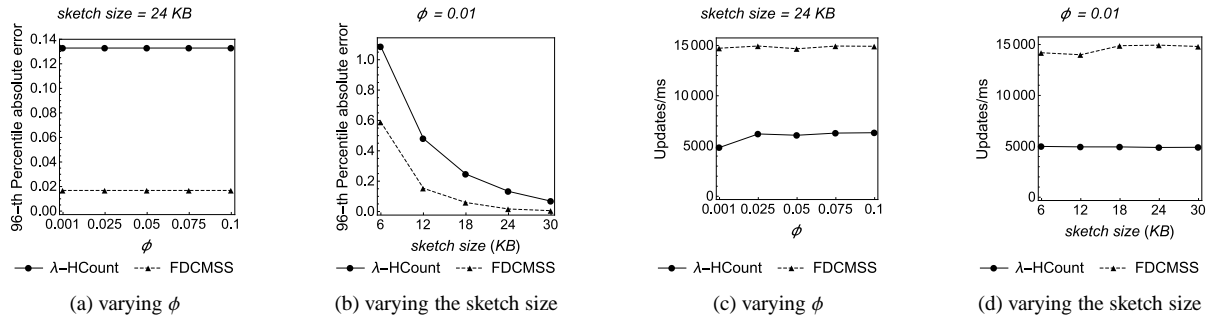 sketch size = 24 KB
96-th Percentile absolute error
0.14
0.12
0.10
0.08
0.06
0.04
0.02
0.00
0.001 0.025 0.05 0.075 0.1
ϕ
λ-HCount FDCMSS
(a) varying ϕ
ϕ = 0.01
96-th Percentile absolute error
1.0
0.8
0.6
0.4
0.2
0.0
6 12 18 24 30
sketch size (KB)
λ-HCount FDCMSS
(b) varying the sketch size
sketch size = 24 KB
Updates/ms
15000
10000
5000
0
0.001 0.025 0.05 0.075 0.1
ϕ
λ-HCount FDCMSS
(c) varying ϕ
ϕ = 0.01
Updates/ms
15000
10000
5000
0
6 12 18 24 30
sketch size (KB)
λ-HCount FDCMSS
(d) varying the sketch size